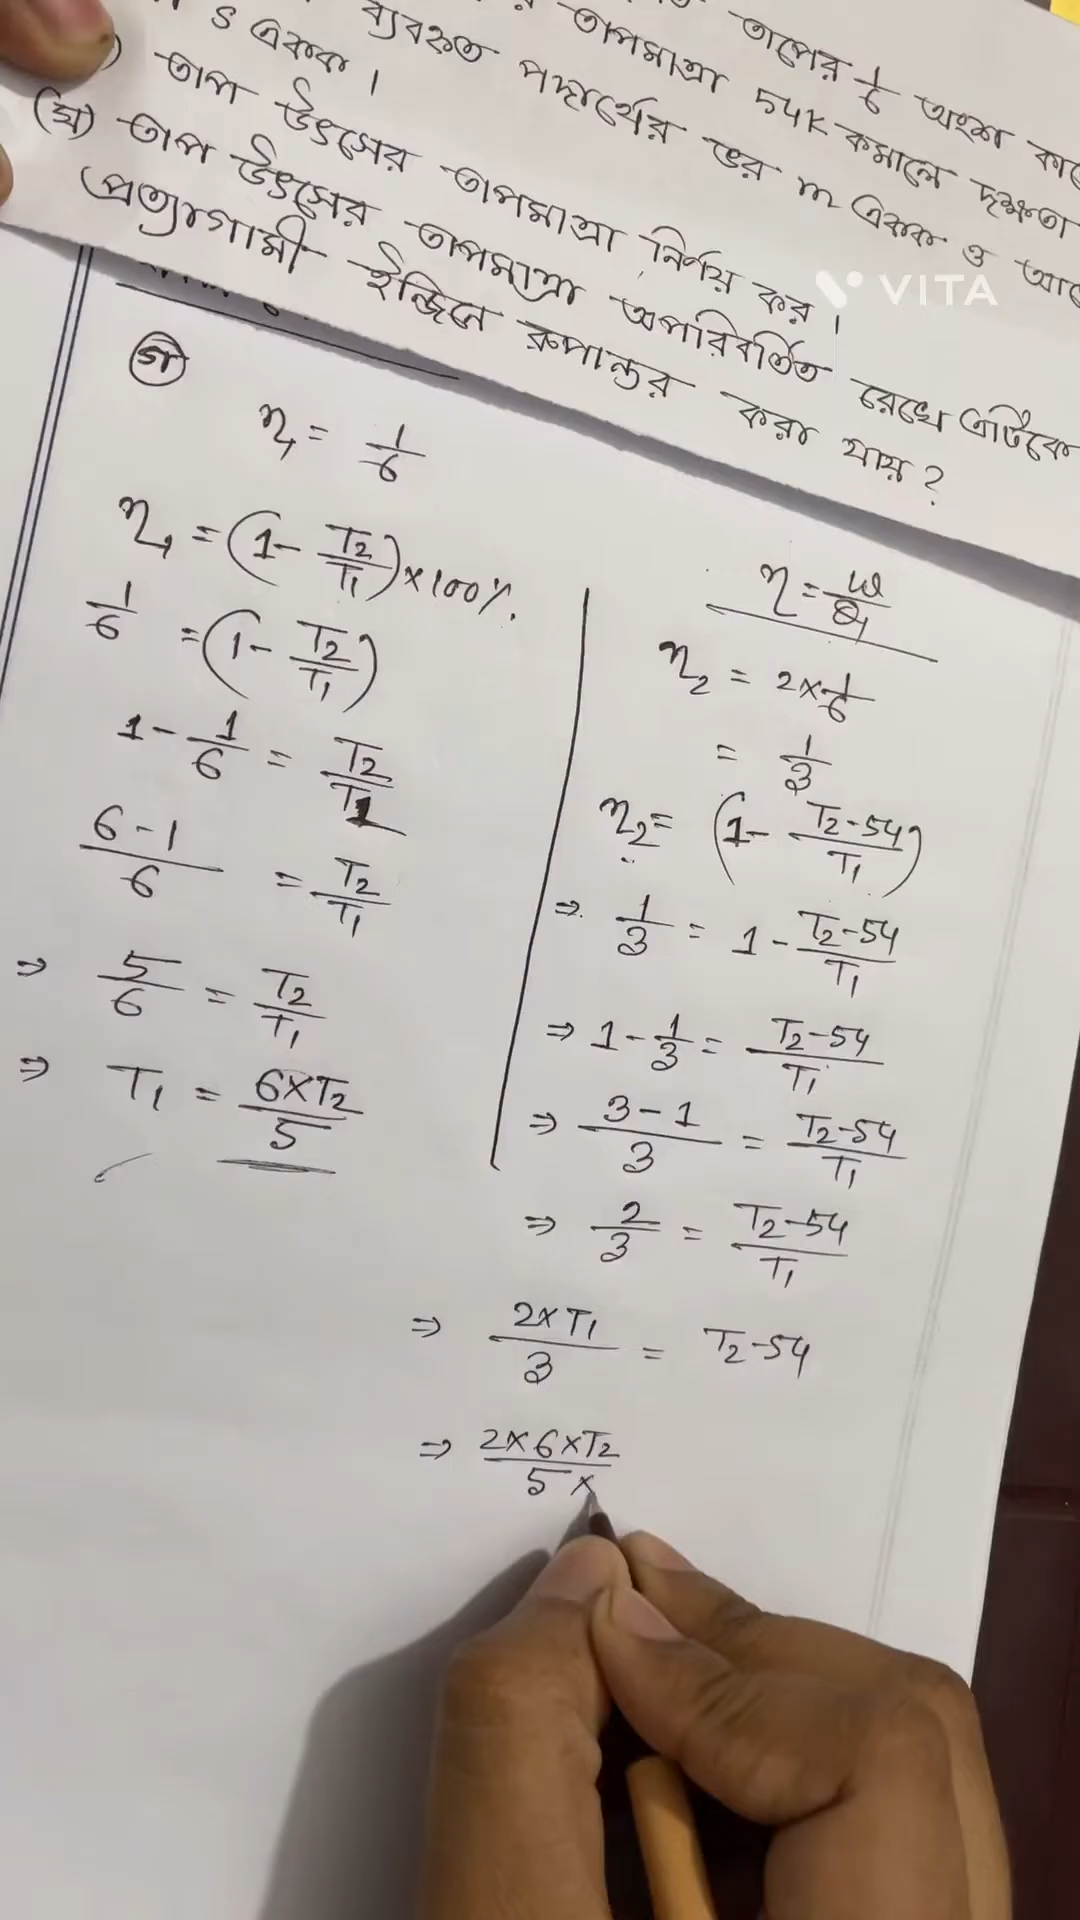 তাপের 1/6 অংশ
তাপমাত্রা 54K কমালে দক্ষতা
ব্যবহৃত পদার্থের ভর m একক ও
S একক।
তাপ উৎসের তাপমাত্রা নির্ণয় কর।
(ঘ) তাপ উৎসের তাপমাত্রা অপরিবর্তিত রেখে এটিকে
প্রত্যাগামী ইঞ্জিনে রুপান্তর করা যায়?
VITA
গ
η₁ = 1/6
η₁ = (1 - T₂/T₁) × 100%.
1/6 = (1 - T₂/T₁)
1 - 1/6 = T₂/T₁
6 - 1/6 = T₂/T₁
⇒ 5/6 = T₂/T₁
⇒ T₁ = 6×T₂/5
η = W/Q₁
η₂ = 2×1/6
= 1/3
η₂ = (1 - T₂-54/T₁)
⇒ 1/3 = 1 - T₂-54/T₁
⇒ 1 - 1/3 = T₂-54/T₁
⇒ 3 - 1/3 = T₂-54/T₁
⇒ 2/3 = T₂-54/T₁
⇒ 2×T₁/3 = T₂-54
⇒ 2×6×T₂/5×